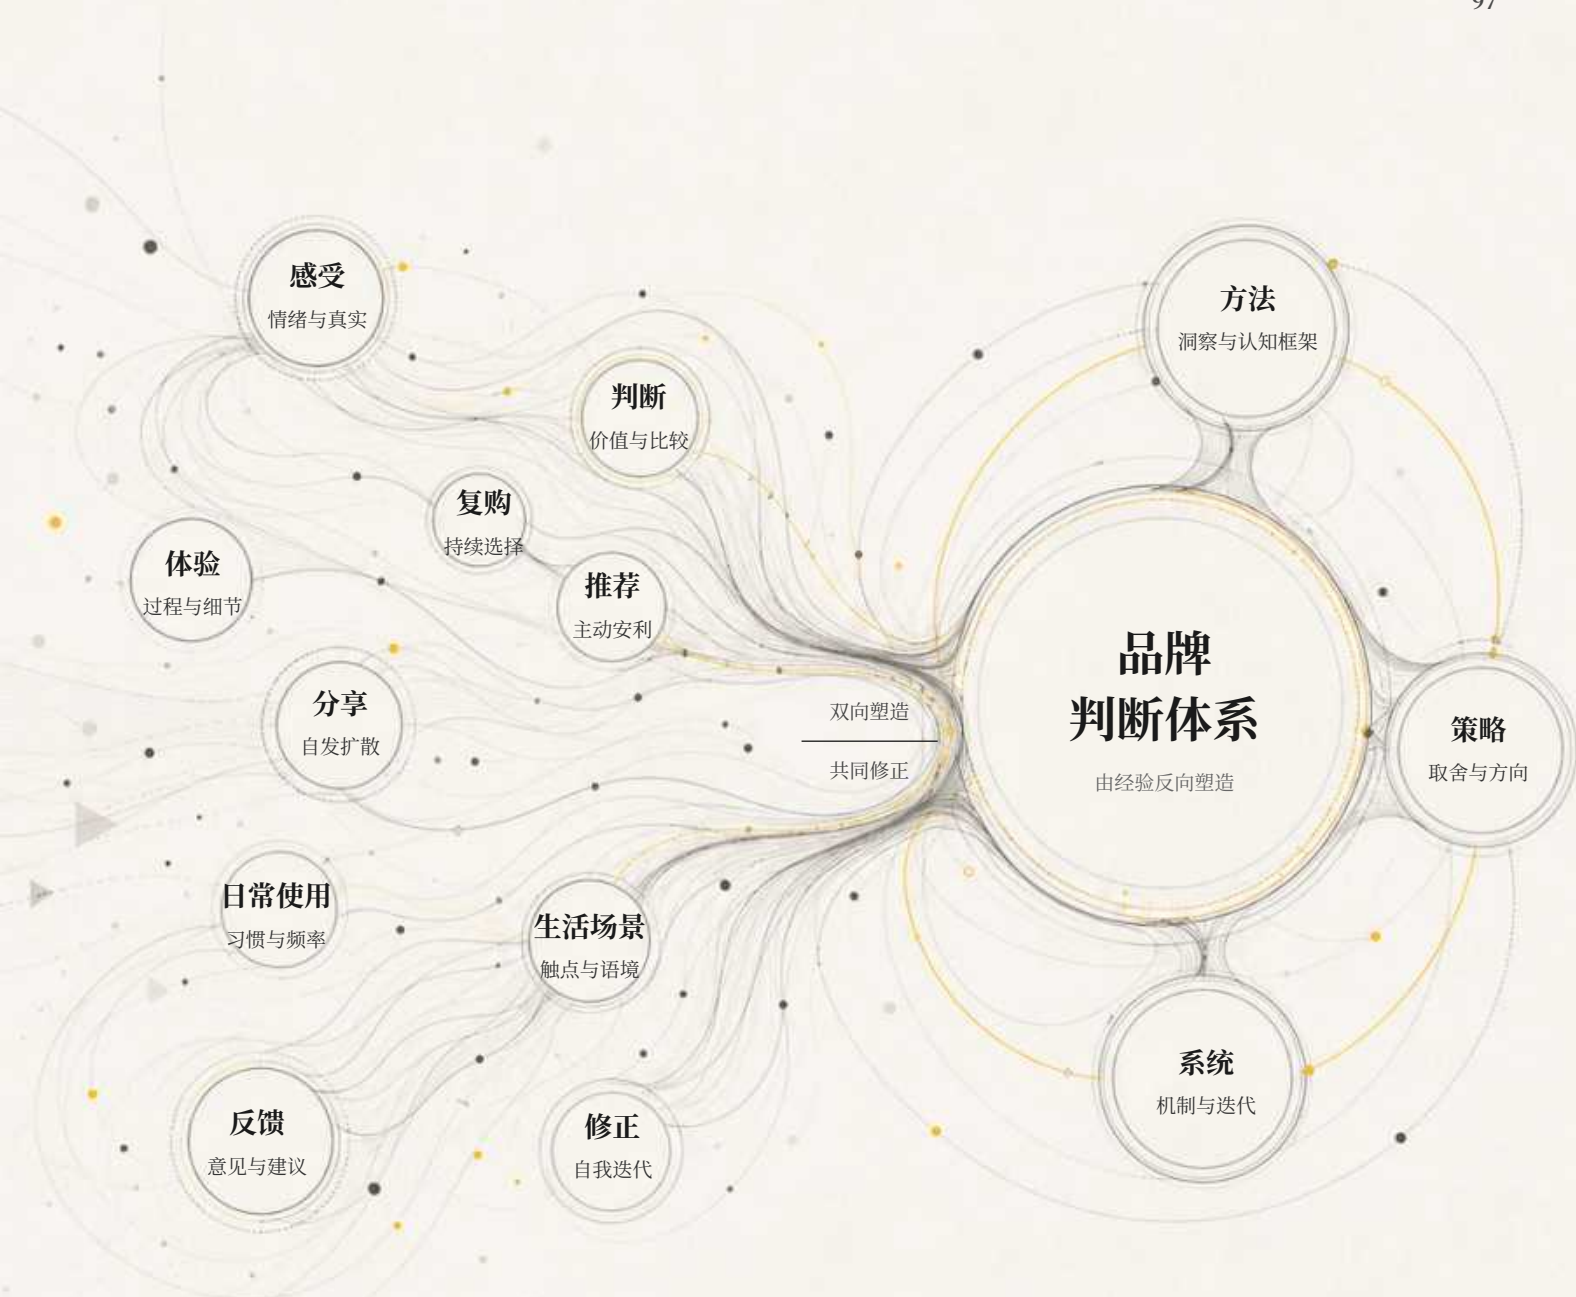 97
感受
情绪与真实
判断
价值与比较
复购
持续选择
体验
过程与细节
推荐
主动安利
分享
自发扩散
日常使用
习惯与频率
生活场景
触点与语境
反馈
意见与建议
修正
自我迭代
双向塑造
共同修正
品牌
判断体系
由经验反向塑造
方法
洞察与认知框架
策略
取舍与方向
系统
机制与迭代